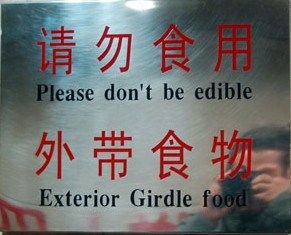 请勿食用
Please don't be edible
外带食物
Exterior Girdle food